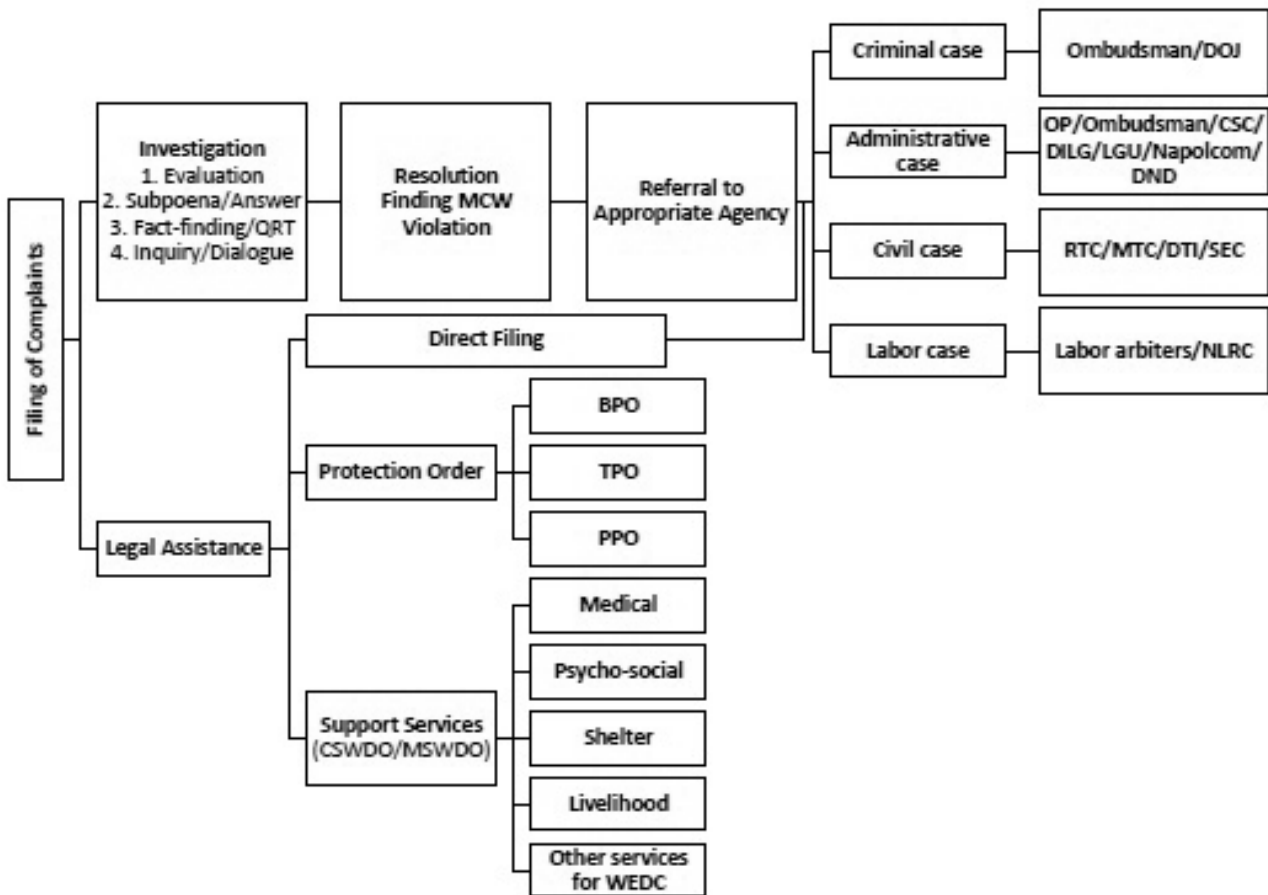 Filing of Complaints
Investigation
1. Evaluation
2. Subpoena/Answer
3. Fact-finding/QRT
4. Inquiry/Dialogue
Resolution
Finding MCW
Violation
Referral to
Appropriate Agency
Criminal case
Ombudsman/DOJ
Administrative
case
OP/Ombudsman/CSC/
DILG/LGU/Napolcom/
DND
Civil case
RTC/MTC/DTI/SEC
Labor case
Labor arbiters/NLRC
Legal Assistance
Direct Filing
Protection Order
BPO
TPO
PPO
Support Services
(CSWDO/MSWDO)
Medical
Psycho-social
Shelter
Livelihood
Other services
for WEDC